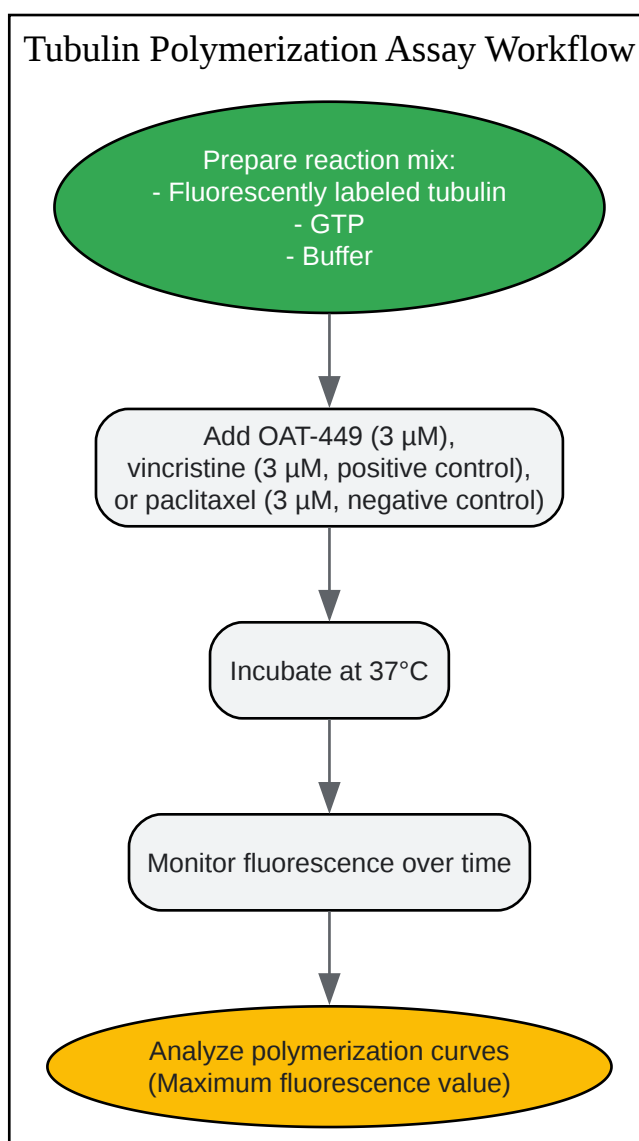 Tubulin Polymerization Assay Workflow
Prepare reaction mix:
- Fluorescently labeled tubulin
- GTP
- Buffer
Add OAT-449 (3 µM),
vincristine (3 µM, positive control),
or paclitaxel (3 µM, negative control)
Incubate at 37°C
Monitor fluorescence over time
Analyze polymerization curves
(Maximum fluorescence value)